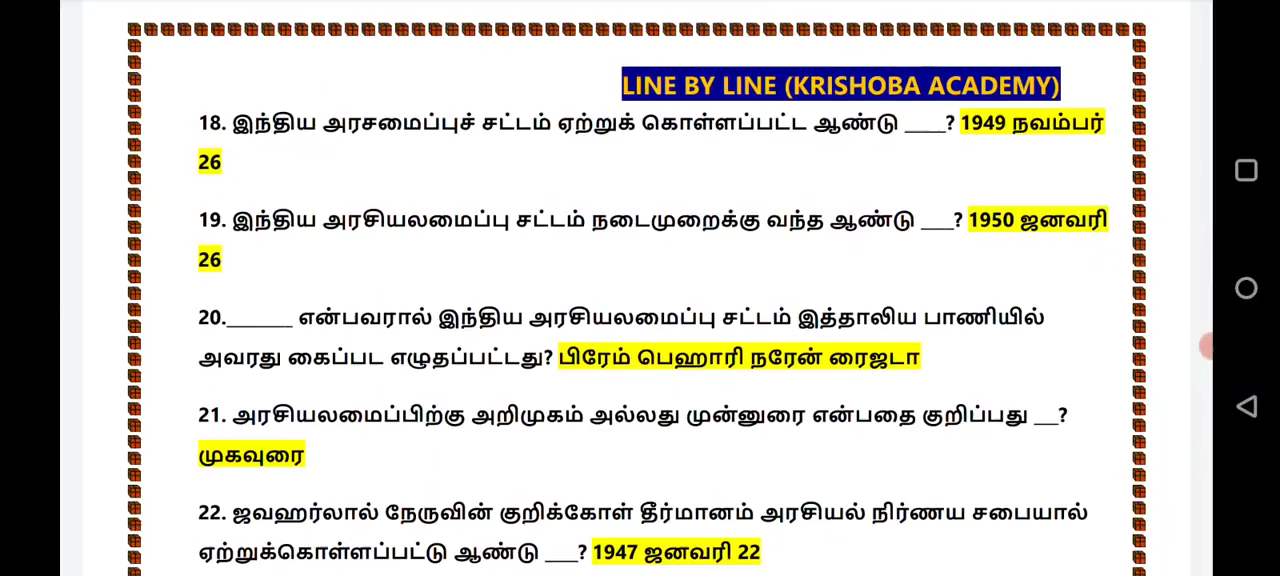 LINE BY LINE (KRISHOBA ACADEMY)
18. இந்திய அரசமைப்புச் சட்டம் ஏற்றுக் கொள்ளப்பட்ட ஆண்டு ____? 1949 நவம்பர்
26
19. இந்திய அரசியலமைப்பு சட்டம் நடைமுறைக்கு வந்த ஆண்டு ___? 1950 ஜனவரி
26
20.______ என்பவரால் இந்திய அரசியலமைப்பு சட்டம் இத்தாலிய பாணியில்
அவரது கைப்பட எழுதப்பட்டது? பிரேம் பெஹாரி நரேன் ரைஜடா
21. அரசியலமைப்பிற்கு அறிமுகம் அல்லது முன்னுரை என்பதை குறிப்பது __?
முகவுரை
22. ஜவஹர்லால் நேருவின் குறிக்கோள் தீர்மானம் அரசியல் நிர்ணய சபையால்
ஏற்றுக்கொள்ளப்பட்டு ஆண்டு ___? 1947 ஜனவரி 22